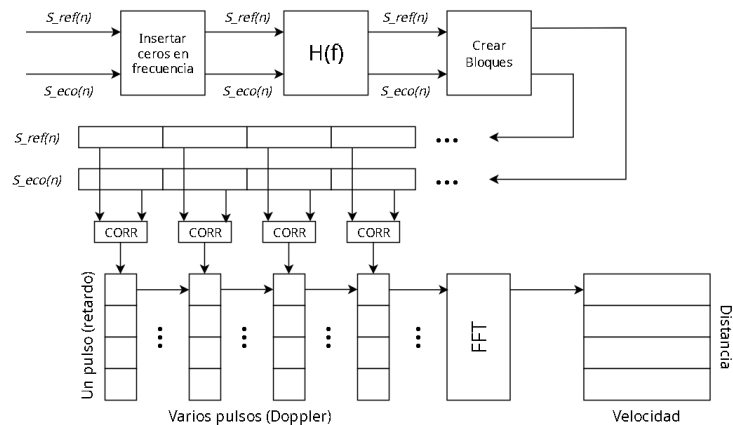 S_ref(n)
S_ref(n)
S_ref(n)
Insertar
ceros en
frecuencia
H(f)
Crear
Bloques
S_eco(n)
S_eco(n)
S_eco(n)
S_ref(n)
...
S_eco(n)
...
CORR
CORR
CORR
CORR
Un pulso (retardo)
FFT
Distancia
Varios pulsos (Doppler)
Velocidad